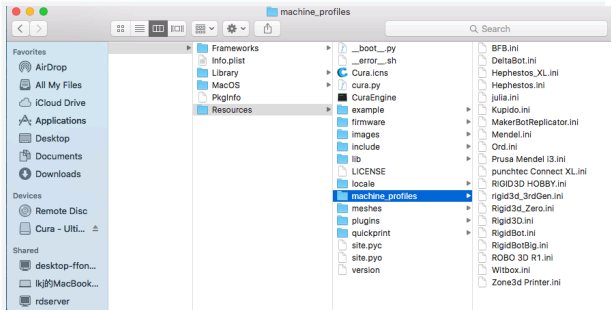 machine_profiles
Search
Favorites
AirDrop
All My Files
iCloud Drive
Applications
Desktop
Documents
Downloads
Devices
Remote Disc
Cura - Ulti...
Shared
desktop-ffon...
lkj的MacBook...
rdserver
Frameworks
Info.plist
Library
MacOS
PkgInfo
Resources
__boot__.py
__error__.sh
Cura.icns
cura.py
CuraEngine
example
firmware
images
include
lib
LICENSE
locale
machine_profiles
meshes
plugins
quickprint
site.pyc
site.pyo
version
BFB.ini
DeltaBot.ini
Hephestos_XL.ini
Hephestos.ini
julia.ini
Kupido.ini
MakerBotReplicator.ini
Mendel.ini
Ord.ini
Prusa Mendel i3.ini
punchtec Connect XL.ini
RIGID3D HOBBY.ini
rigid3d_3rdGen.ini
Rigid3d_Zero.ini
Rigid3D.ini
RigidBot.ini
RigidBotBig.ini
ROBO 3D R1.ini
Witbox.ini
Zone3d Printer.ini